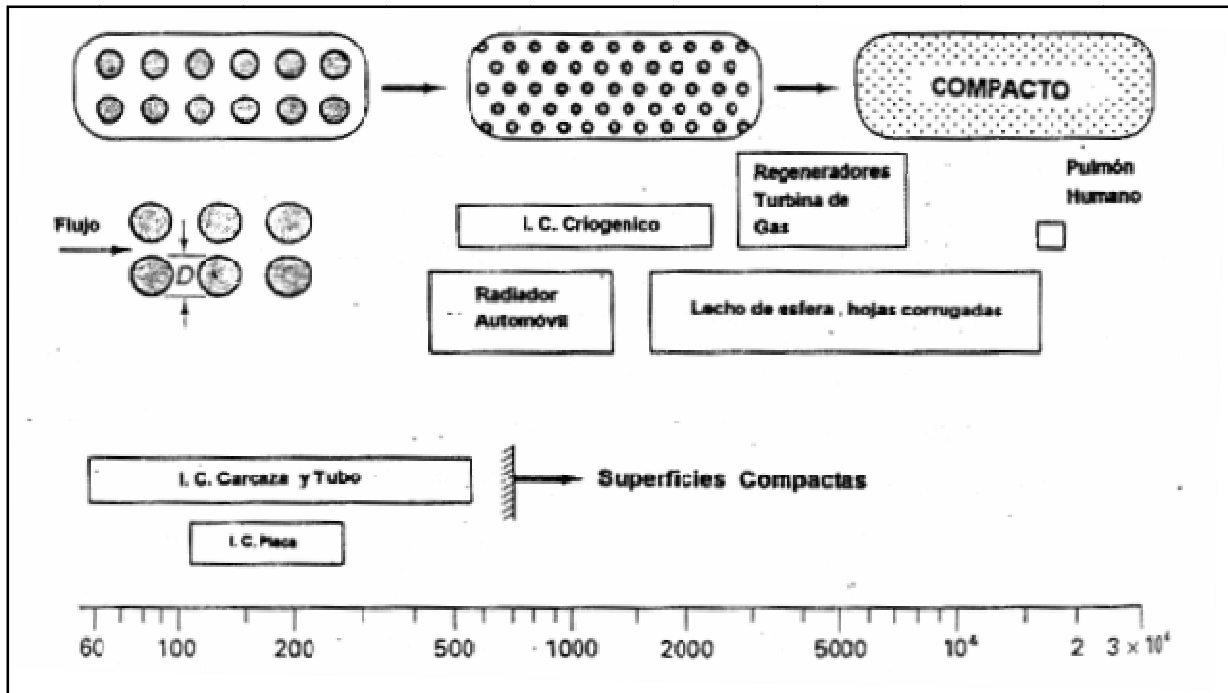 COMPACTO
Regeneradores
Turbina de
Gas
Pulmón
Humano
I. C. Criogenico
Flujo
D
Radiador
Automóvil
Lecho de esfera , hojas corrugadas
I. C. Carcaza y Tubo
Superficies Compactas
I. C. Placa
60 100 200 500 1000 2000 5000 10⁴ 2 3 × 10⁴